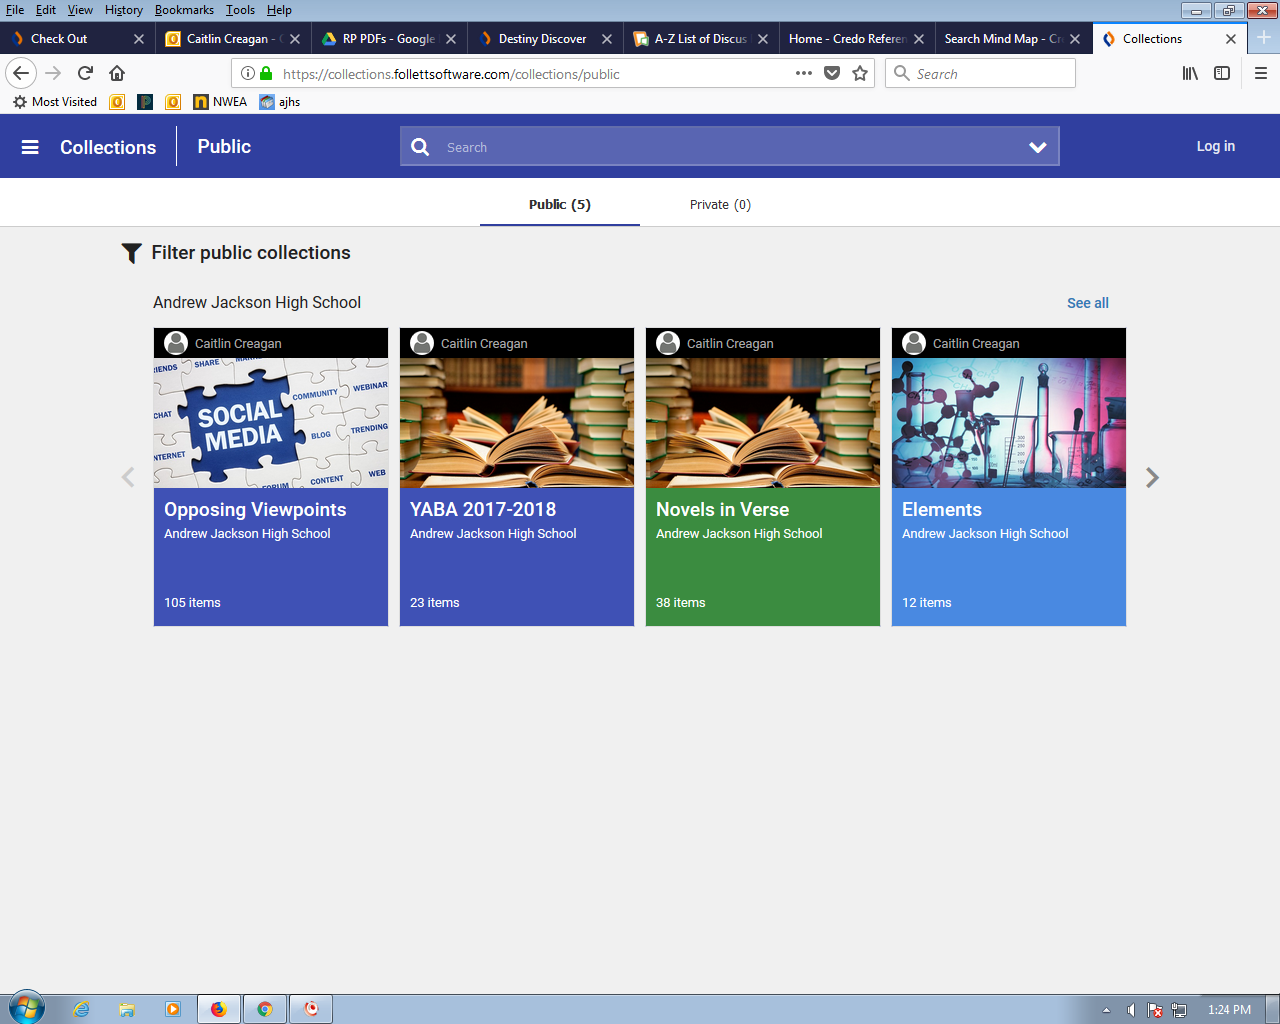 File Edit View History Bookmarks Tools Help
Check Out
Caitlin Creagan -
RP PDFs - Google
Destiny Discover
A-Z List of Discus
Home - Credo Referen
Search Mind Map - Cr
Collections
https://collections.follettsoftware.com/collections/public
Search
Most Visited
NWEA
ajhs
Collections
Public
Search
Log in
Public (5)
Private (0)
Filter public collections
Andrew Jackson High School
See all
Caitlin Creagan
FRIENDS
SHARE
CHAT
SOCIAL
MEDIA
COMMUNITY
WEBINAR
BLOG
TRENDING
INTERNET
FORUM
CONTENT
WEB
Opposing Viewpoints
Andrew Jackson High School
105 items
Caitlin Creagan
YABA 2017-2018
Andrew Jackson High School
23 items
Caitlin Creagan
Novels in Verse
Andrew Jackson High School
38 items
Caitlin Creagan
Elements
Andrew Jackson High School
12 items
1:24 PM